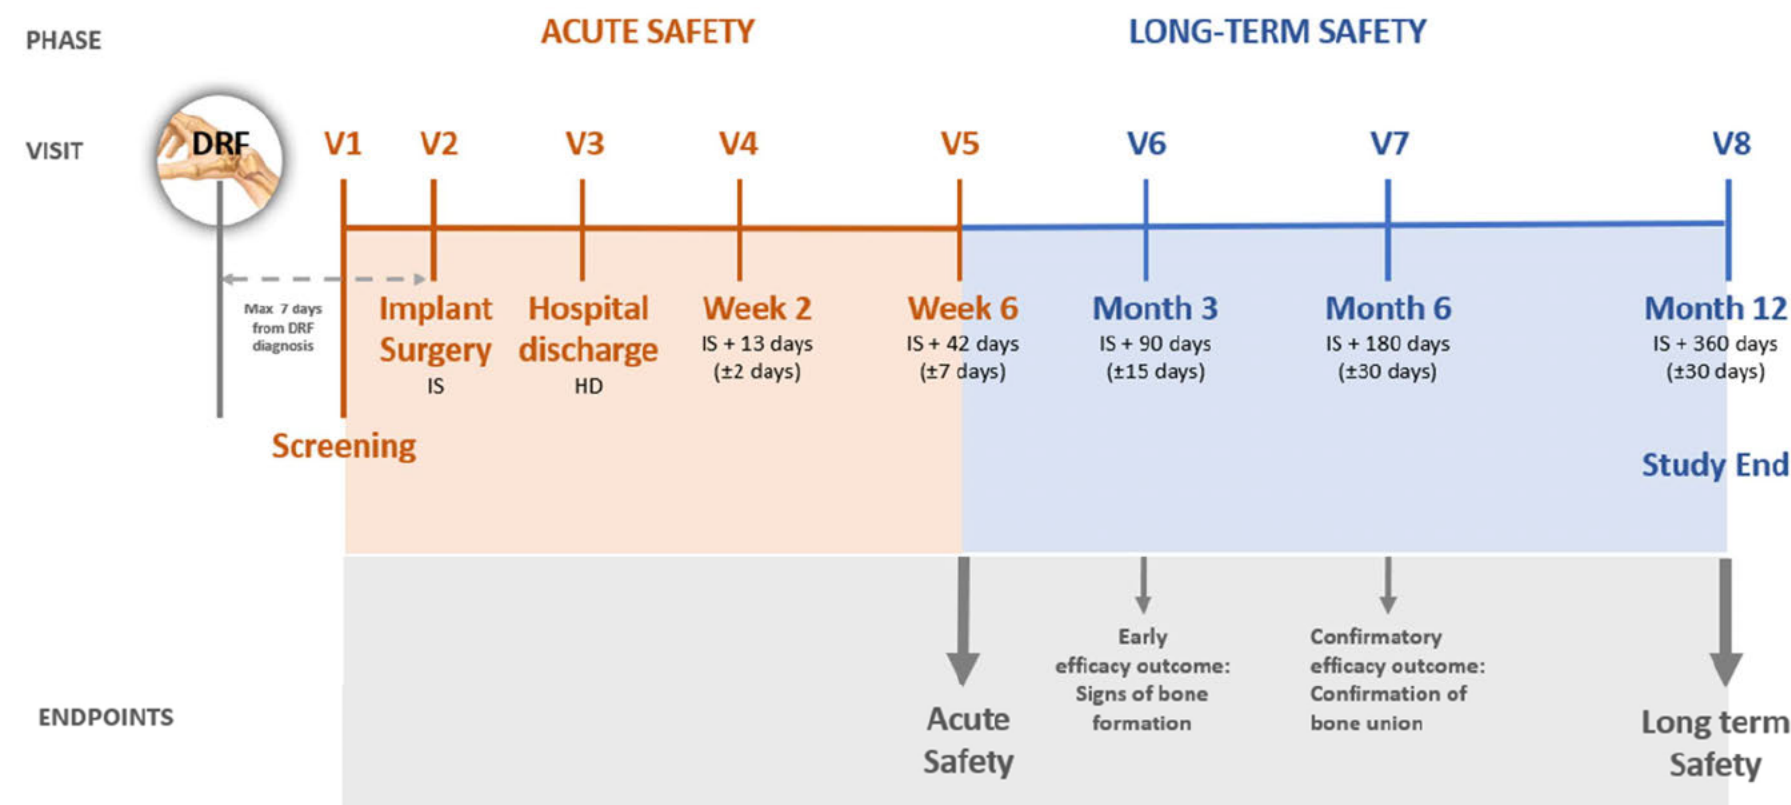 PHASE
ACUTE SAFETY
LONG-TERM SAFETY
VISIT
DRF
V1
V2
V3
V4
V5
V6
V7
V8
Max 7 days
from DRF
diagnosis
Screening
Implant
Surgery
IS
Hospital
discharge
HD
Week 2
IS + 13 days
(±2 days)
Week 6
IS + 42 days
(±7 days)
Month 3
IS + 90 days
(±15 days)
Month 6
IS + 180 days
(±30 days)
Month 12
IS + 360 days
(±30 days)
Study End
ENDPOINTS
Acute
Safety
Early
efficacy outcome:
Signs of bone
formation
Confirmatory
efficacy outcome:
Confirmation of
bone union
Long term
Safety